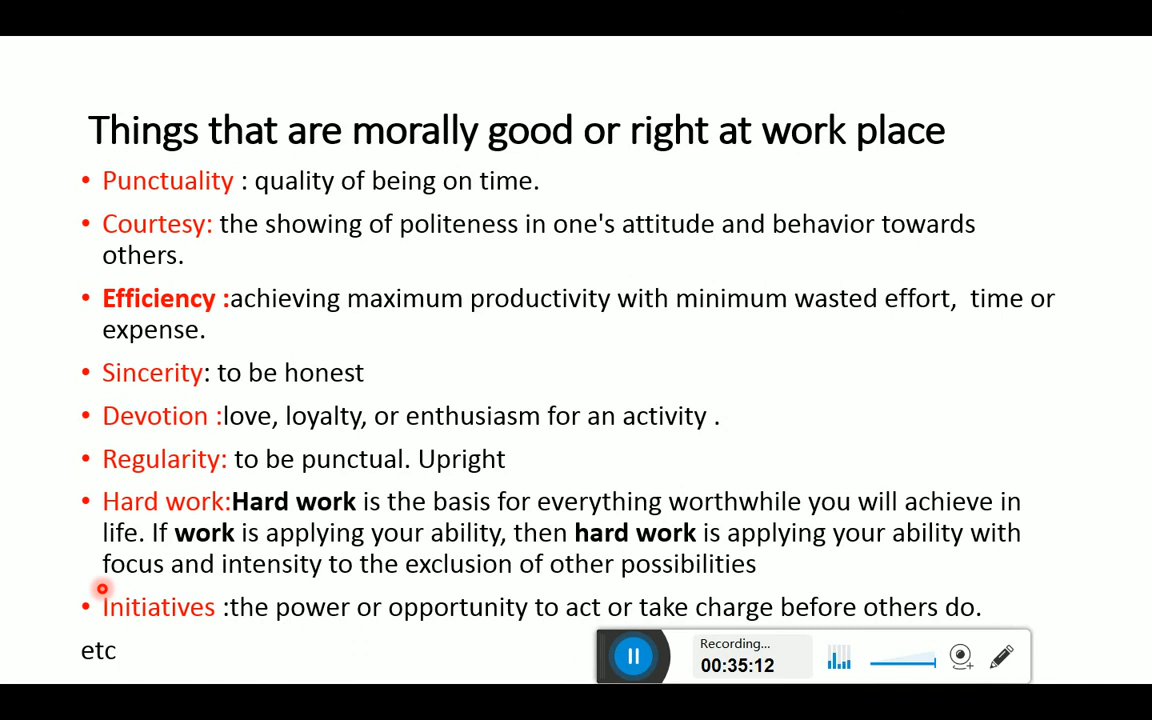 Things that are morally good or right at work place
• Punctuality : quality of being on time.
• Courtesy: the showing of politeness in one's attitude and behavior towards
others.
• Efficiency :achieving maximum productivity with minimum wasted effort, time or
expense.
• Sincerity: to be honest
• Devotion :love, loyalty, or enthusiasm for an activity .
• Regularity: to be punctual. Upright
• Hard work:Hard work is the basis for everything worthwhile you will achieve in
life. If work is applying your ability, then hard work is applying your ability with
focus and intensity to the exclusion of other possibilities
• Initiatives :the power or opportunity to act or take charge before others do.
etc
Recording...
00:35:12